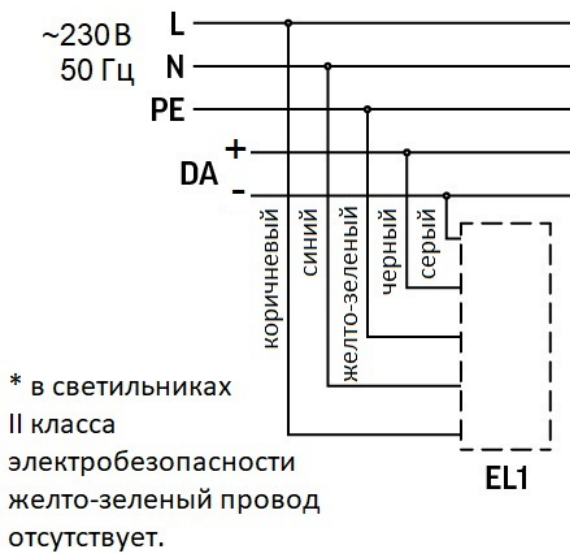 ~230 В
50 Гц
L
N
PE
DA
+
-
коричневый
синий
желто-зеленый
черный
серый
EL1
* в светильниках
II класса
электробезопасности
желто-зеленый провод
отсутствует.